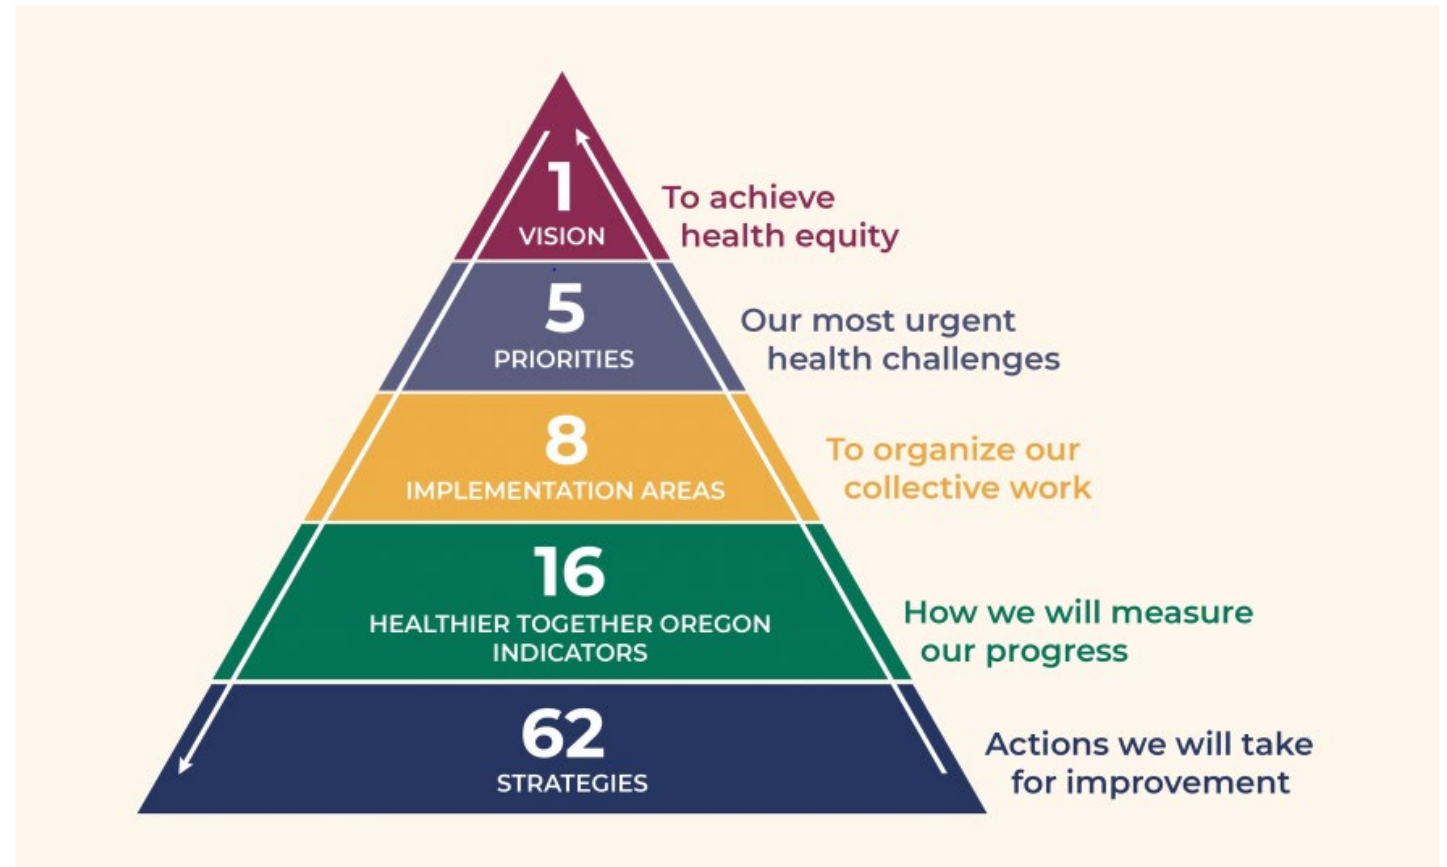 1
VISION
To achieve
health equity
5
PRIORITIES
Our most urgent
health challenges
8
IMPLEMENTATION AREAS
To organize our
collective work
16
HEALTHIER TOGETHER OREGON
INDICATORS
How we will measure
our progress
62
STRATEGIES
Actions we will take
for improvement